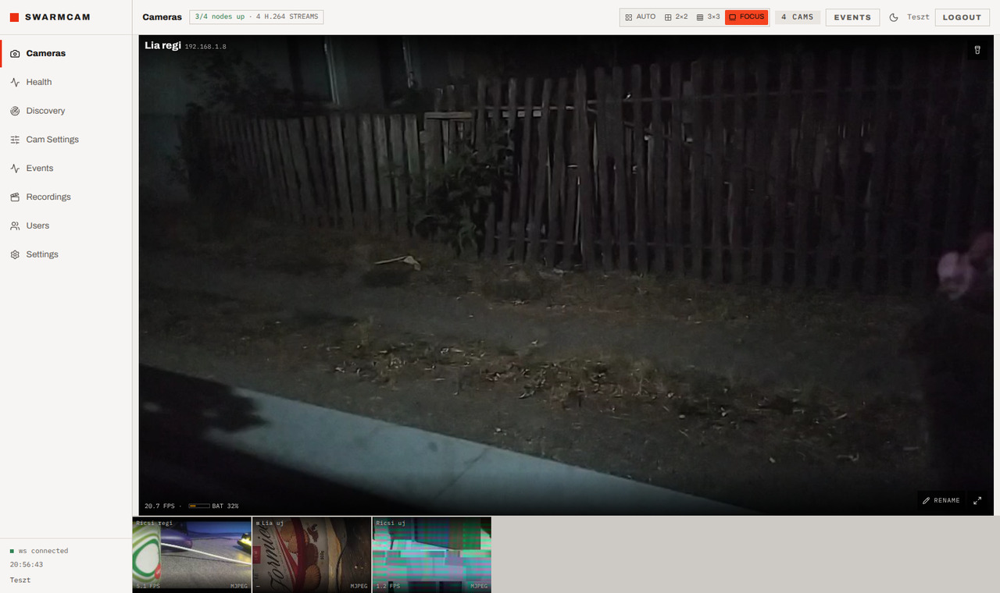 SWARMCAM
Cameras
3/4 nodes up · 4 H.264 STREAMS
AUTO
2×2
3×3
FOCUS
4 CAMS
EVENTS
Teszt
LOGOUT
Cameras
Health
Discovery
Cam Settings
Events
Recordings
Users
Settings
Lia regi 192.168.1.8
20.7 FPS ·
BAT 32%
RENAME
Ricsi regi
Lia uj
Ricsi uj
5.1 FPS
MJPEG
—
MJPEG
1.2 FPS
MJPEG
ws connected
20:56:43
Teszt